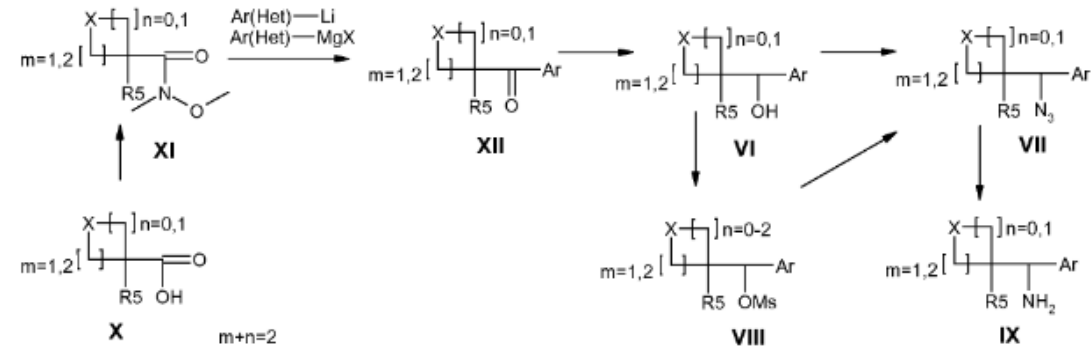 X [ ]n=0,1
m=1,2 [ ] O
R5 N
O
XI
Ar(Het)—Li
Ar(Het)—MgX
X [ ]n=0,1
m=1,2 [ ] Ar
R5 O
XII
X [ ]n=0,1
m=1,2 [ ] Ar
R5 OH
VI
X [ ]n=0,1
m=1,2 [ ] Ar
R5 N3
VII
X [ ]n=0,1
m=1,2 [ ] O
R5 OH
X
m+n=2
X [ ]n=0-2
m=1,2 [ ] Ar
R5 OMs
VIII
X [ ]n=0,1
m=1,2 [ ] Ar
R5 NH2
IX